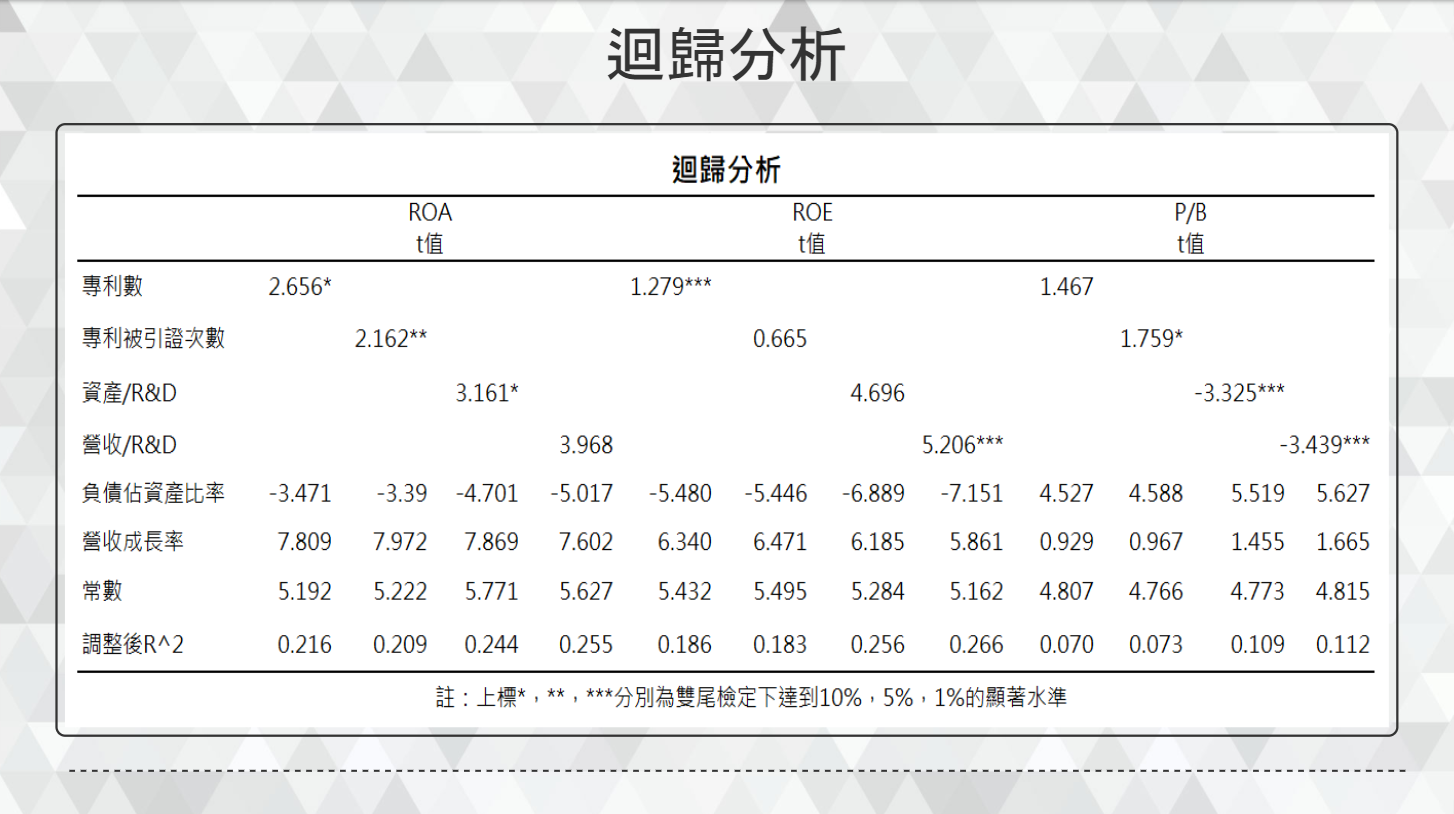 迴歸分析
迴歸分析
ROA ROE P/B
t值 t值 t值
專利數 2.656* 1.279*** 1.467
專利被引證次數 2.162** 0.665 1.759*
資產/R&D 3.161* 4.696 -3.325***
營收/R&D 3.968 5.206*** -3.439***
負債佔資產比率 -3.471 -3.39 -4.701 -5.017 -5.480 -5.446 -6.889 -7.151 4.527 4.588 5.519 5.627
營收成長率 7.809 7.972 7.869 7.602 6.340 6.471 6.185 5.861 0.929 0.967 1.455 1.665
常數 5.192 5.222 5.771 5.627 5.432 5.495 5.284 5.162 4.807 4.766 4.773 4.815
調整後R^2 0.216 0.209 0.244 0.255 0.186 0.183 0.256 0.266 0.070 0.073 0.109 0.112
註：上標*，**，***分別為雙尾檢定下達到10%，5%，1%的顯著水準